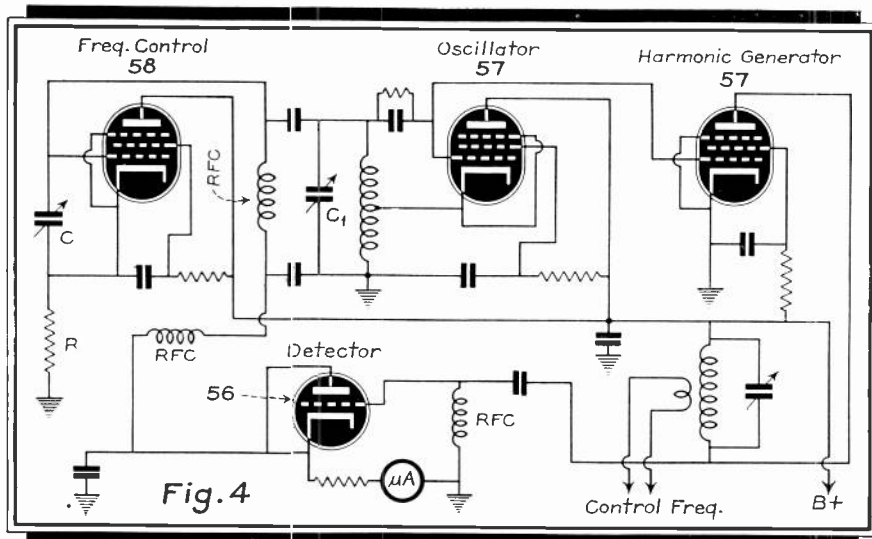 Freq. Control
58
Oscillator
57
Harmonic Generator
57
RFC
C
C1
R
RFC
Detector
56
RFC
μA
Fig. 4
Control Freq.
B+